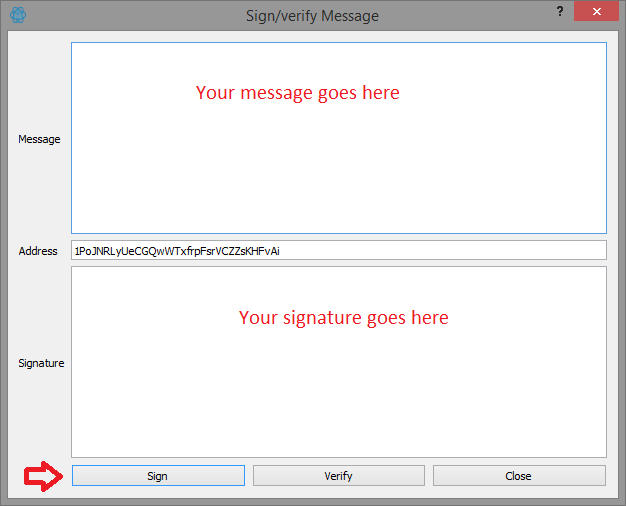 Sign/verify Message
?
Your message goes here
Message
Address
1PoJNRLyUeCGQwWTxfrpFsrVCZZsKHFvAi
Your signature goes here
Signature
Sign
Verify
Close